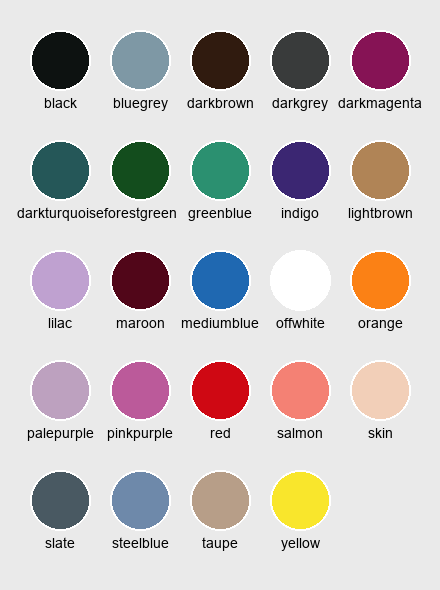 black bluegrey darkbrown darkgrey darkmagenta
darkturquoise forestgreen greenblue indigo lightbrown
lilac maroon mediumblue offwhite orange
palepurple pinkpurple red salmon skin
slate steelblue taupe yellow